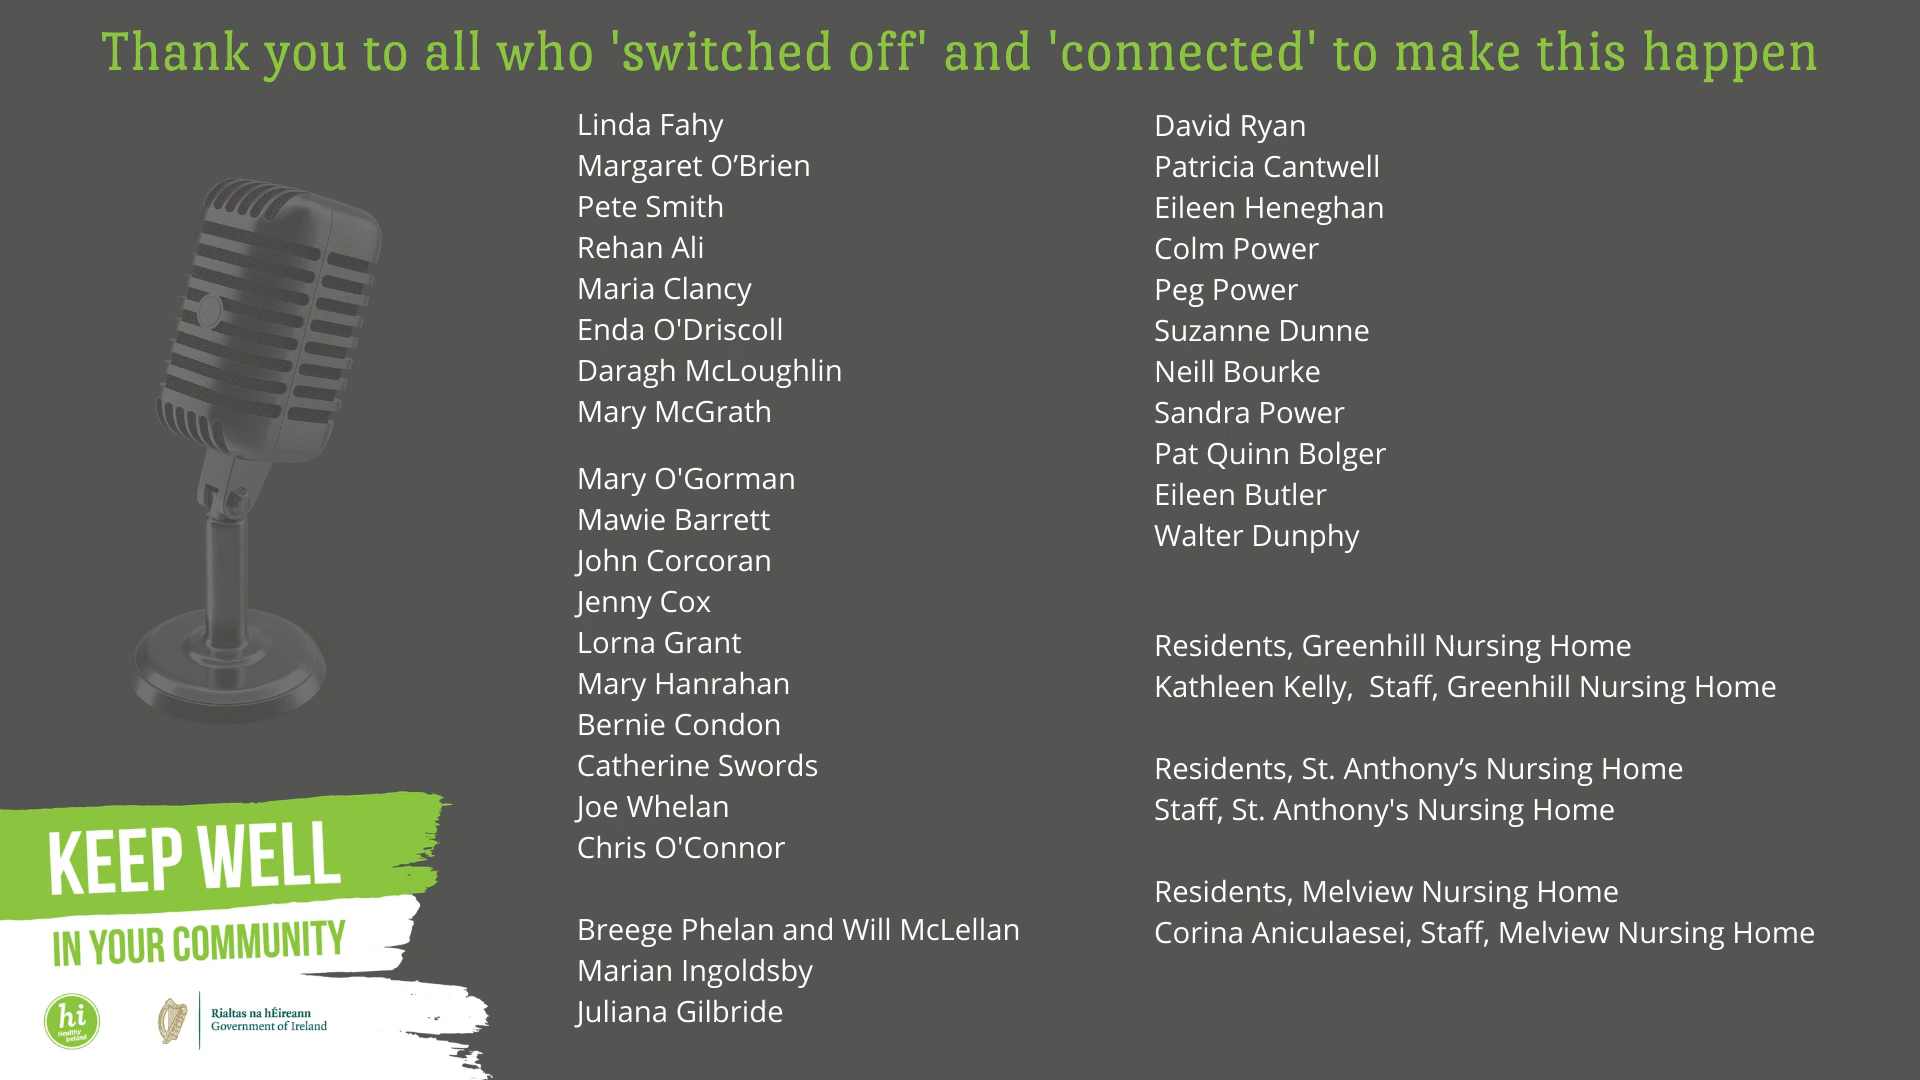 Thank you to all who 'switched off' and 'connected' to make this happen
Linda Fahy
Margaret O’Brien
Pete Smith
Rehan Ali
Maria Clancy
Enda O'Driscoll
Daragh McLoughlin
Mary McGrath
Mary O'Gorman
Mawie Barrett
John Corcoran
Jenny Cox
Lorna Grant
Mary Hanrahan
Bernie Condon
Catherine Swords
Joe Whelan
Chris O'Connor
Breege Phelan and Will McLellan
Marian Ingoldsby
Juliana Gilbride
David Ryan
Patricia Cantwell
Eileen Heneghan
Colm Power
Peg Power
Suzanne Dunne
Neill Bourke
Sandra Power
Pat Quinn Bolger
Eileen Butler
Walter Dunphy
Residents, Greenhill Nursing Home
Kathleen Kelly,  Staff, Greenhill Nursing Home
Residents, St. Anthony’s Nursing Home
Staff, St. Anthony's Nursing Home
Residents, Melview Nursing Home
Corina Aniculaesei, Staff, Melview Nursing Home
KEEP WELL
IN YOUR COMMUNITY
hi
Healthy
Ireland
Rialtas na hÉireann
Government of Ireland